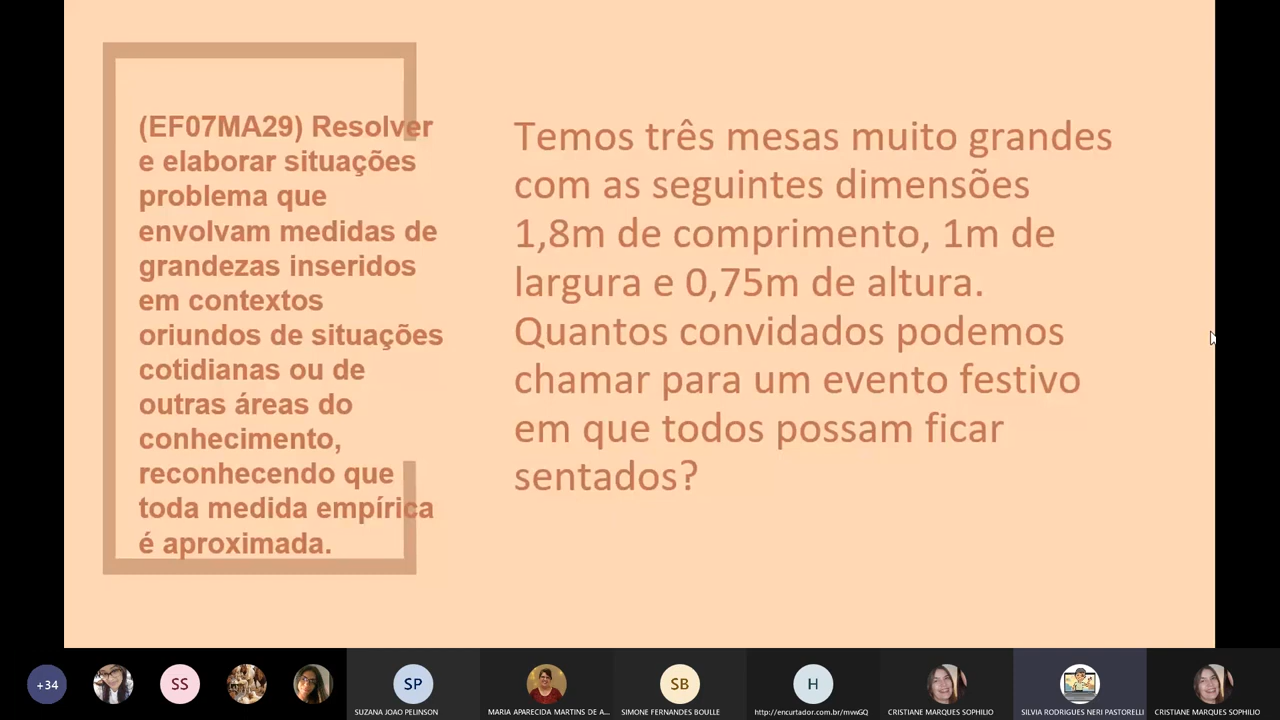 (EF07MA29) Resolver
e elaborar situações
problema que
envolvam medidas de
grandezas inseridos
em contextos
oriundos de situações
cotidianas ou de
outras áreas do
conhecimento,
reconhecendo que
toda medida empírica
é aproximada.
Temos três mesas muito grandes
com as seguintes dimensões
1,8m de comprimento, 1m de
largura e 0,75m de altura.
Quantos convidados podemos
chamar para um evento festivo
em que todos possam ficar
sentados?
+34
SS
SP
SB
H
SUZANA JOAO PELINSON
MARIA APARECIDA MARTINS DE A...
SIMONE FERNANDES BOULLE
http://encurtador.com.br/mvwGQ
CRISTIANE MARQUES SOPHILIO
SILVIA RODRIGUES NERI PASTORELLI
CRISTIANE MARQUES SOPHILIO